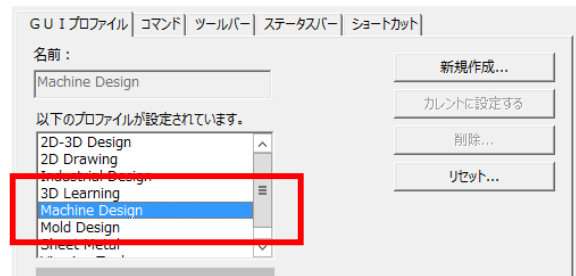 GUIプロファイル コマンド ツールバー ステータスバー ショートカット
名前：
Machine Design
新規作成...
カレントに設定する
以下のプロファイルが設定されています。
削除...
リセット...
2D-3D Design
2D Drawing
Industrial Design
3D Learning
Machine Design
Mold Design
Sheet Metal